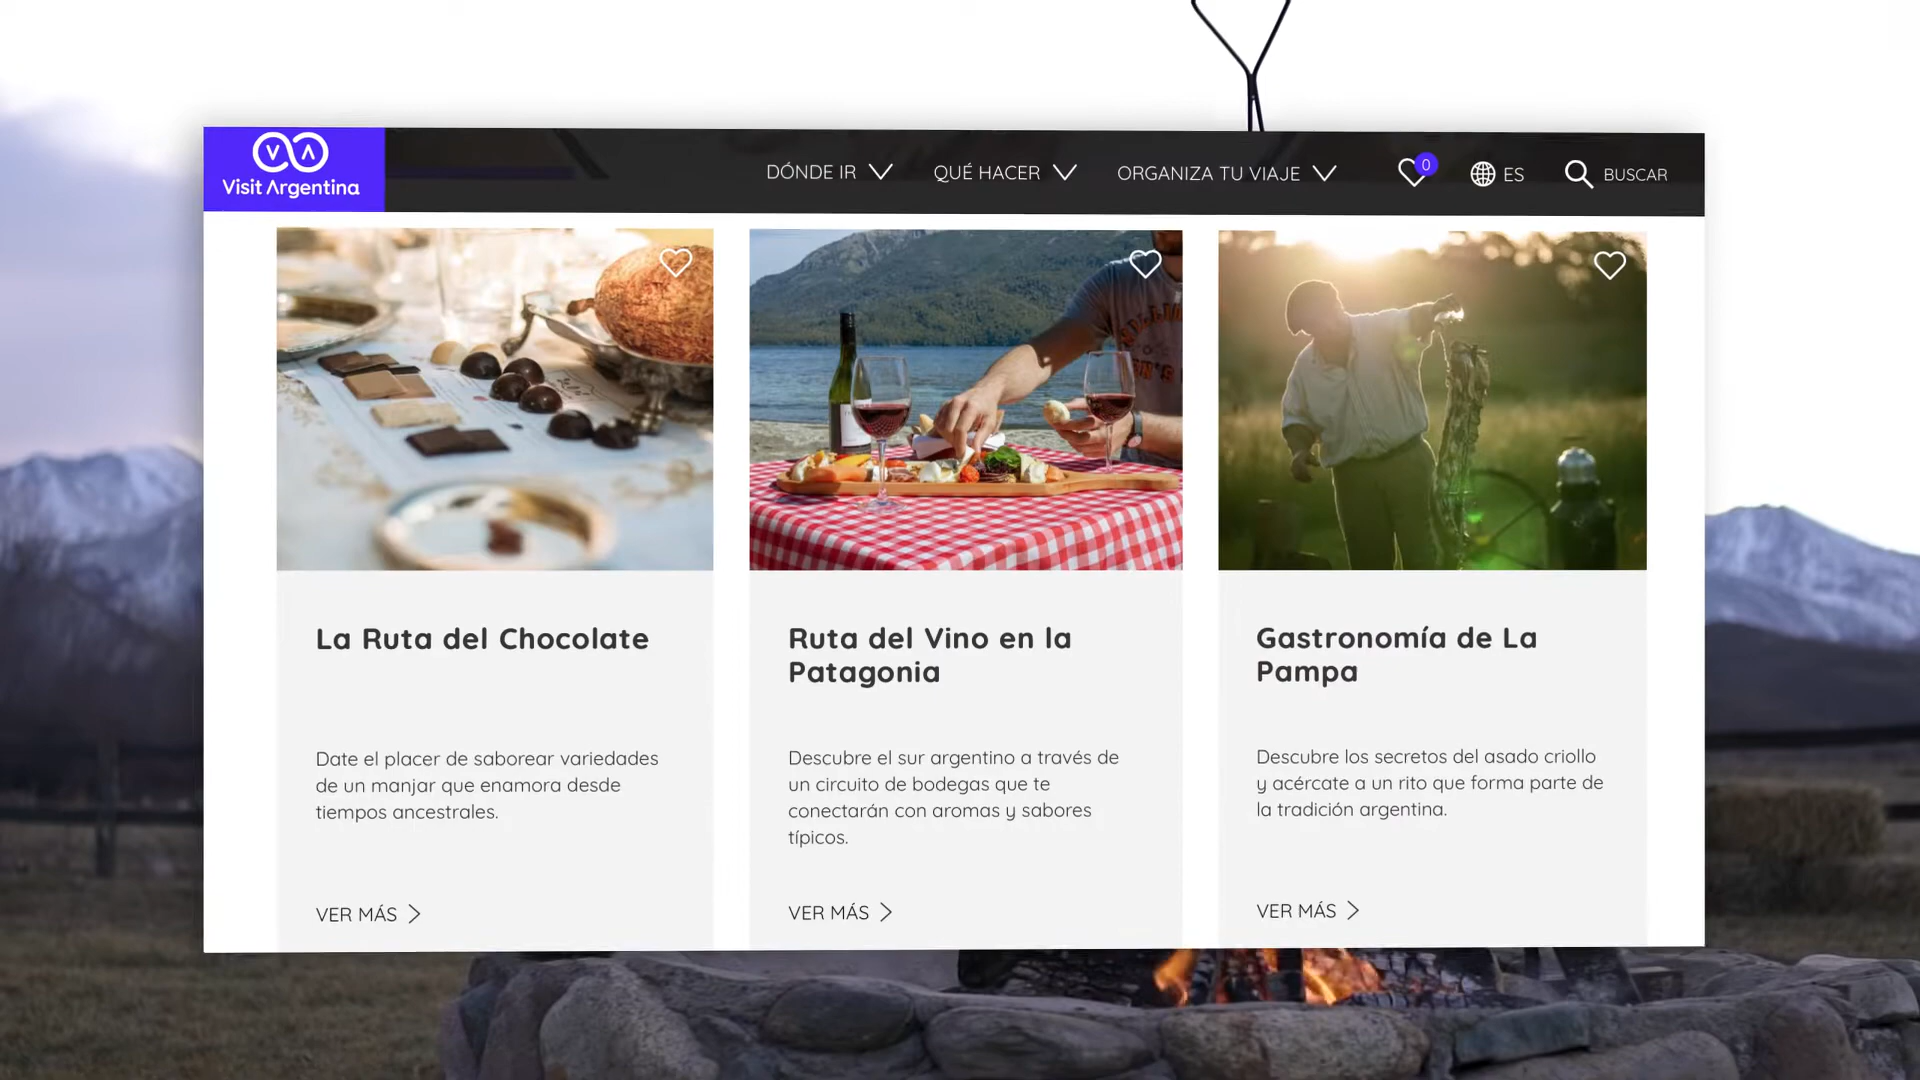 VA
Visit Argentina
DÓNDE IR
QUÉ HACER
ORGANIZA TU VIAJE
0
ES
BUSCAR
La Ruta del Chocolate
Date el placer de saborear variedades
de un manjar que enamora desde
tiempos ancestrales.
VER MÁS
Ruta del Vino en la
Patagonia
Descubre el sur argentino a través de
un circuito de bodegas que te
conectarán con aromas y sabores
típicos.
VER MÁS
Gastronomía de La
Pampa
Descubre los secretos del asado criollo
y acércate a un rito que forma parte de
la tradición argentina.
VER MÁS